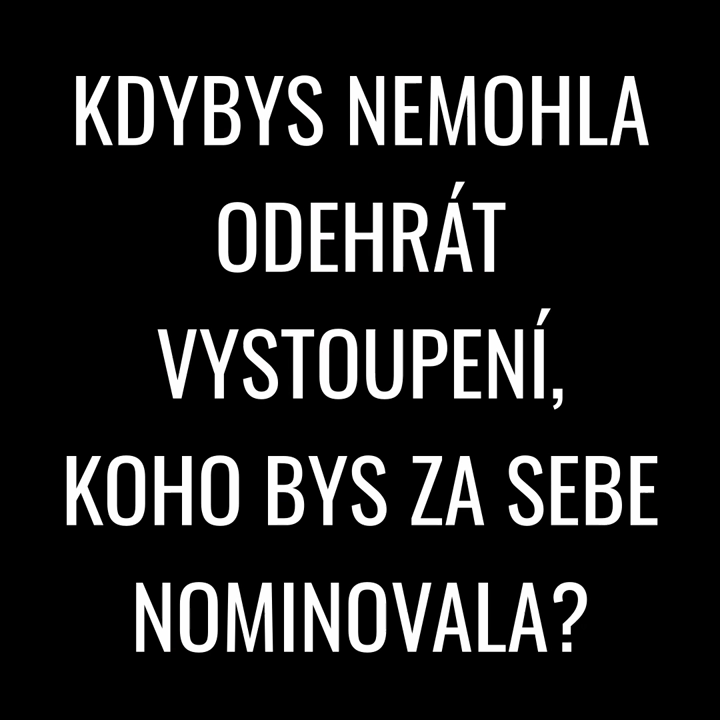 KDYBYS NEMOHLA
ODEHRÁT
VYSTOUPENÍ,
KOHO BYS ZA SEBE
NOMINOVALA?